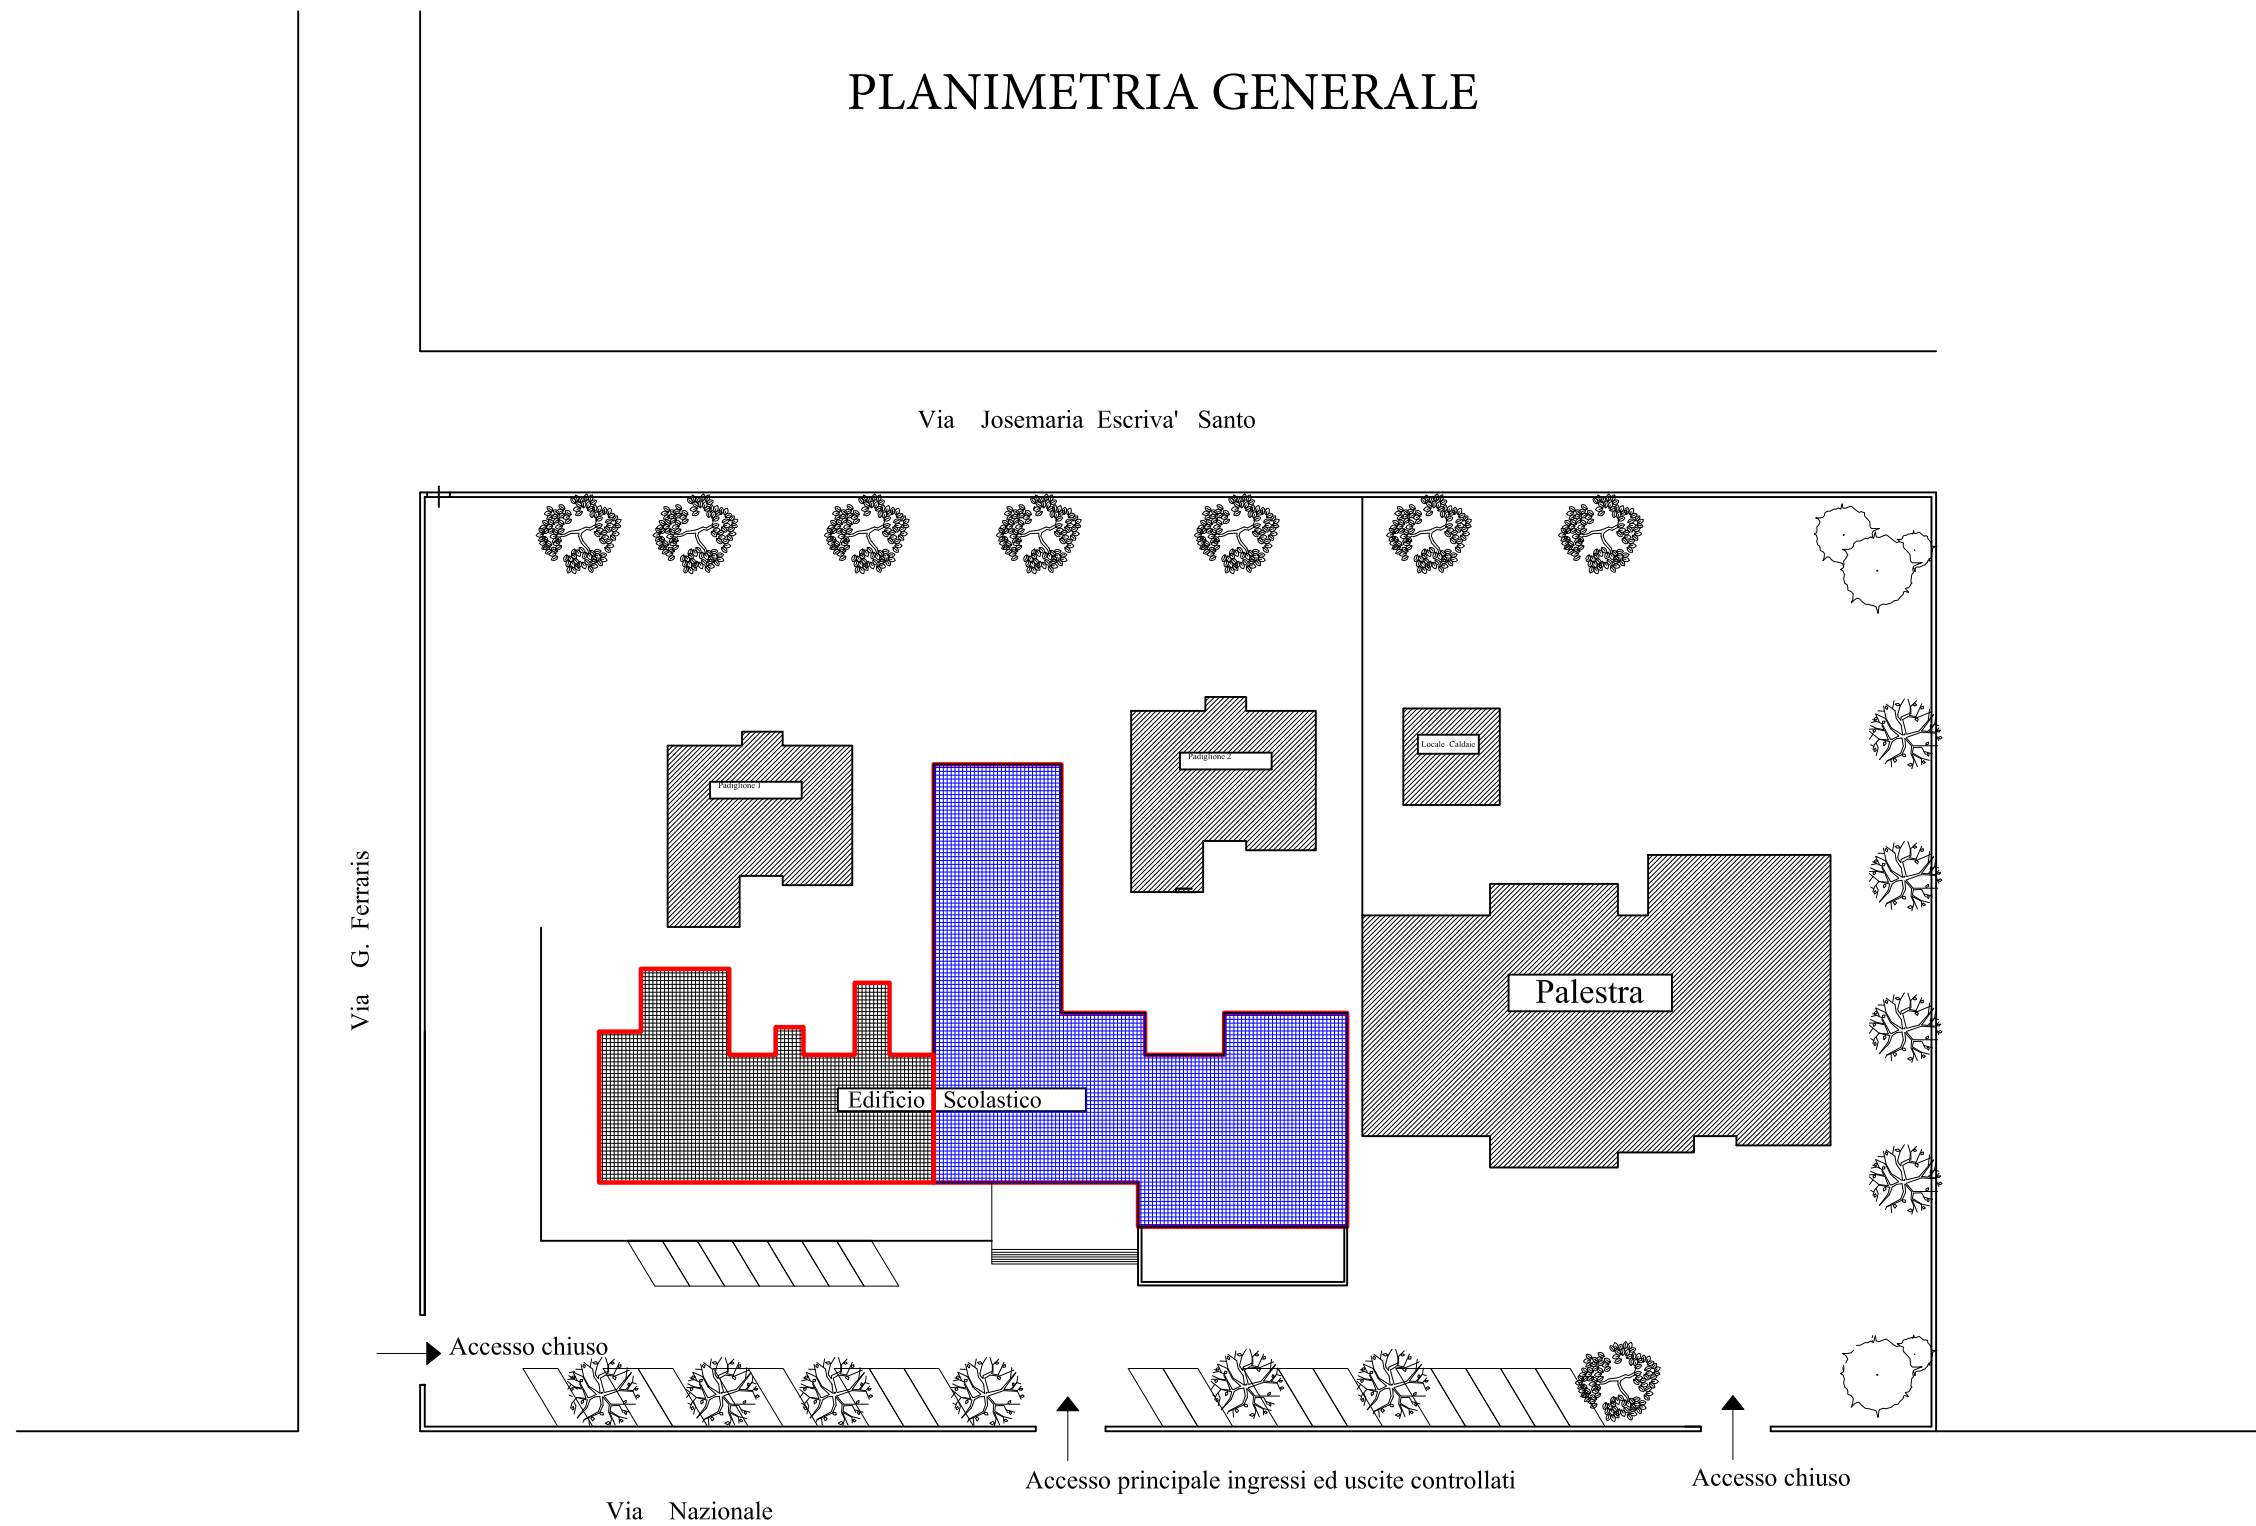 PLANIMETRIA GENERALE
Via Josemaria Escriva' Santo
Padiglione 2
Locale Caldaie
Padiglione 1
Via G. Ferraris
Palestra
Edificio Scolastico
Accesso chiuso
Accesso principale ingressi ed uscite controllati
Accesso chiuso
Via Nazionale